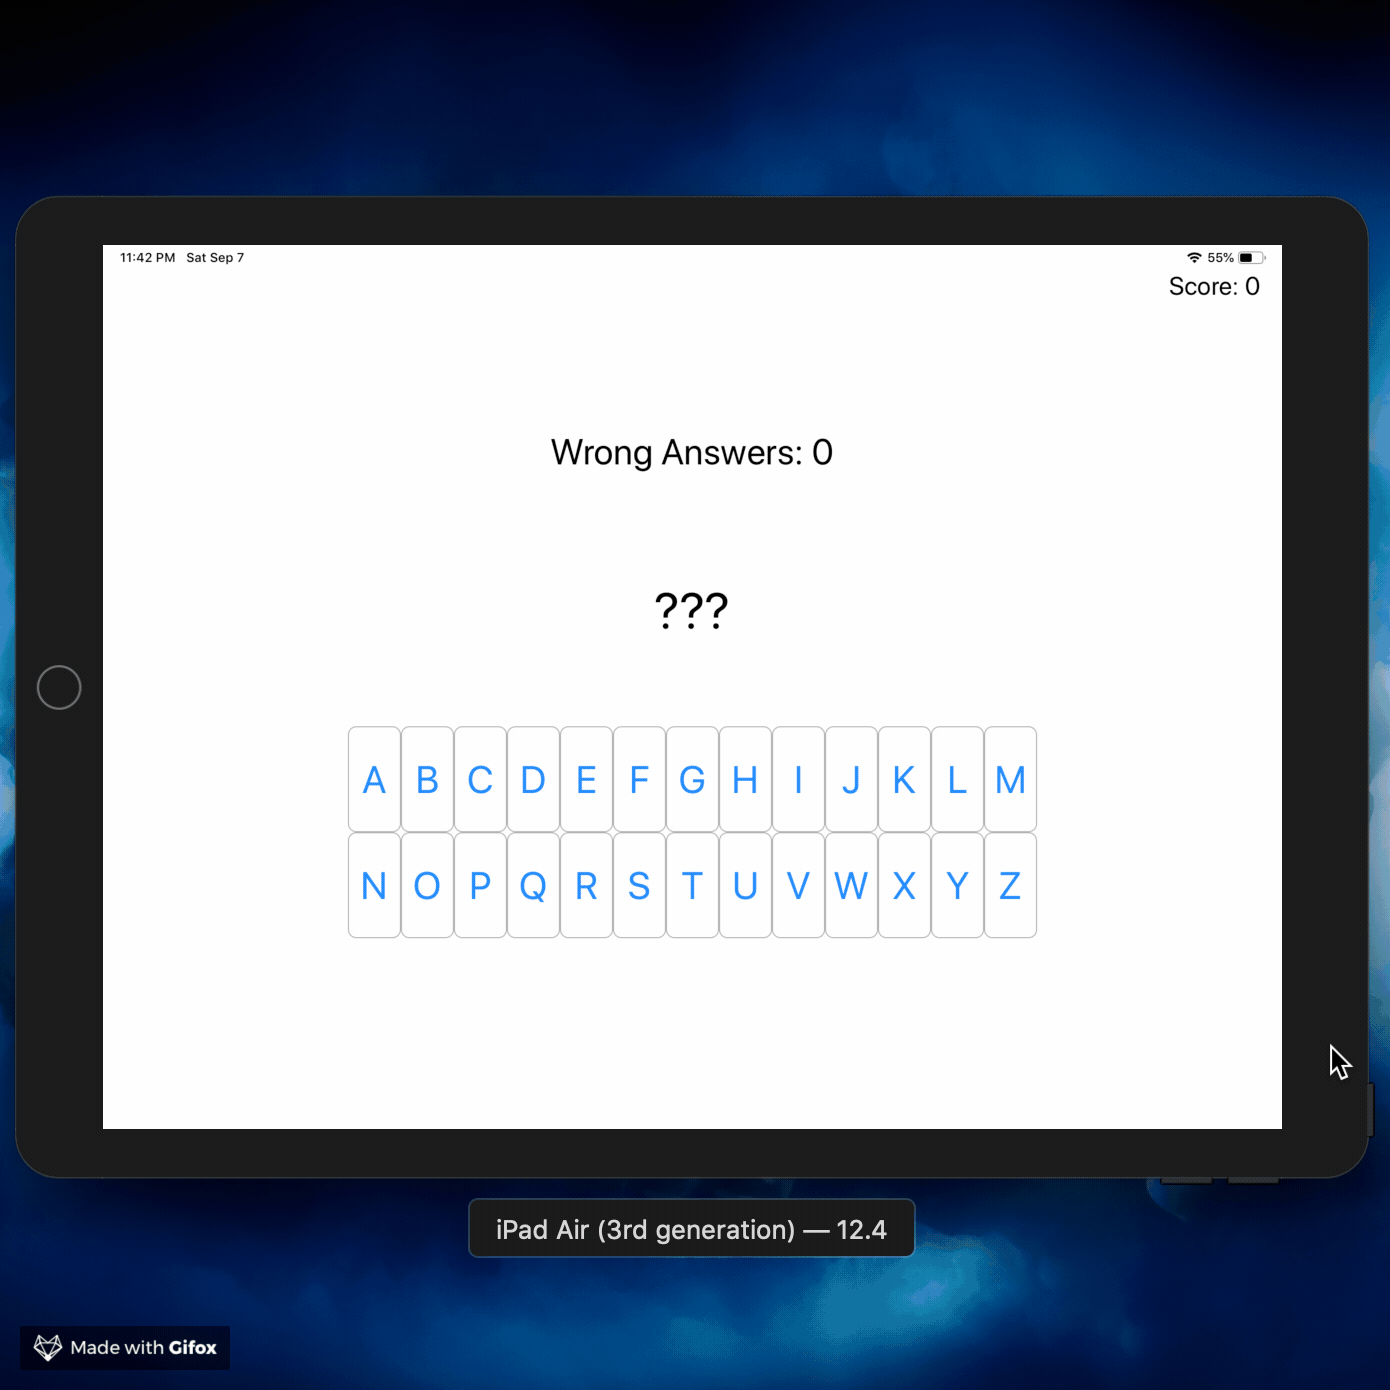 11:42 PM Sat Sep 7
55%
Score: 0
Wrong Answers: 0
???
A B C D E F G H I J K L M
N O P Q R S T U V W X Y Z
iPad Air (3rd generation) — 12.4
Made with Gifox